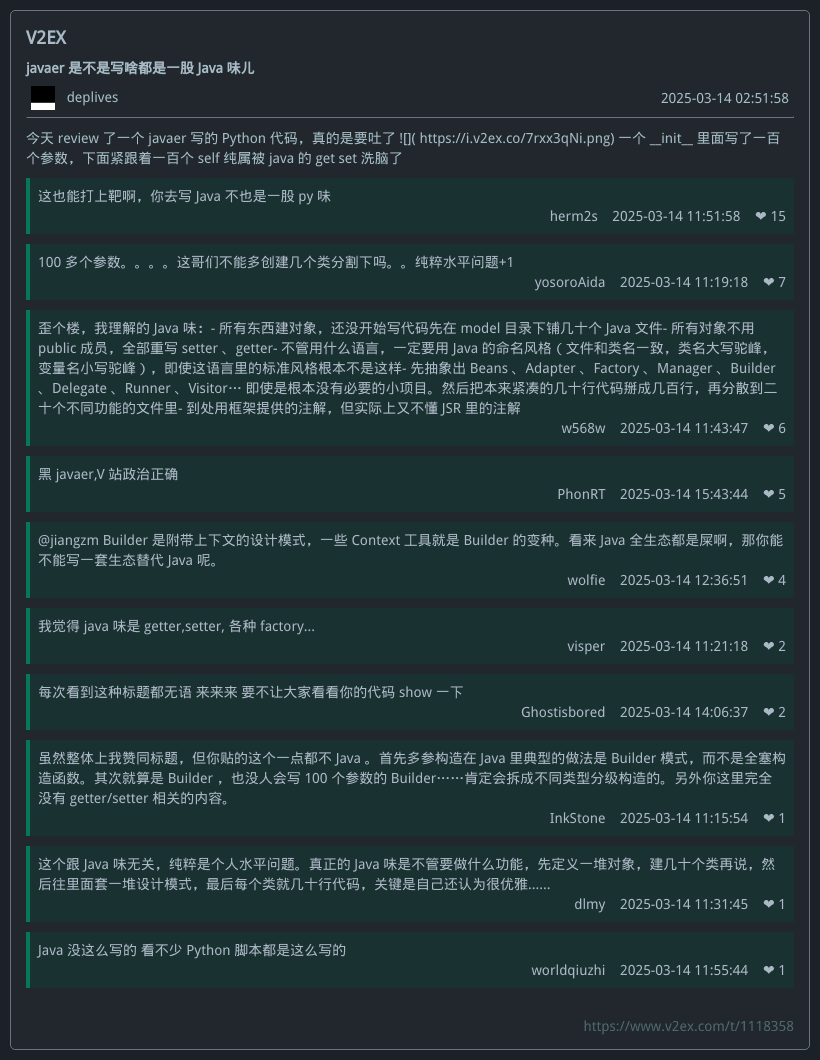 V2EX
javaer 是不是写啥都是一股 Java 味儿
deplives
2025-03-14 02:51:58
今天 review 了一个 javaer 写的 Python 代码，真的是要吐了 ![]( https://i.v2ex.co/7rxx3qNi.png) 一个 __init__ 里面写了一百
个参数，下面紧跟着一百个 self 纯属被 java 的 get set 洗脑了
这也能打上靶啊，你去写 Java 不也是一股 py 味
herm2s 2025-03-14 11:51:58 ❤ 15
100 多个参数。。。。这哥们不能多创建几个类分割下吗。。纯粹水平问题+1
yosoroAida 2025-03-14 11:19:18 ❤ 7
歪个楼，我理解的 Java 味：- 所有东西建对象，还没开始写代码先在 model 目录下铺几十个 Java 文件- 所有对象不用
public 成员，全部重写 setter 、getter- 不管用什么语言，一定要用 Java 的命名风格（ 文件和类名一致，类名大写驼峰，
变量名小写驼峰 ），即使这语言里的标准风格根本不是这样- 先抽象出 Beans 、Adapter 、Factory 、Manager 、Builder
、Delegate 、Runner 、Visitor… 即使是根本没有必要的小项目。然后把本来紧凑的几十行代码掰成几百行，再分散到二
十个不同功能的文件里- 到处用框架提供的注解，但实际上又不懂 JSR 里的注解
w568w 2025-03-14 11:43:47 ❤ 6
黑 javaer,V 站政治正确
PhonRT 2025-03-14 15:43:44 ❤ 5
@jiangzm Builder 是附带上下文的设计模式，一些 Context 工具就是 Builder 的变种。看来 Java 全生态都是屎啊，那你能
不能写一套生态替代 Java 呢。
wolfie 2025-03-14 12:36:51 ❤ 4
我觉得 java 味是 getter,setter, 各种 factory...
visper 2025-03-14 11:21:18 ❤ 2
每次看到这种标题都无语 来来来 要不让大家看看你的代码 show 一下
Ghostisbored 2025-03-14 14:06:37 ❤ 2
虽然整体上我赞同标题，但你贴的这个一点都不 Java 。首先多参构造在 Java 里典型的做法是 Builder 模式，而不是全塞构
造函数。其次就算是 Builder ，也没人会写 100 个参数的 Builder……肯定会拆成不同类型分级构造的。另外你这里完全
没有 getter/setter 相关的内容。
InkStone 2025-03-14 11:15:54 ❤ 1
这个跟 Java 味无关，纯粹是个人水平问题。真正的 Java 味是不管要做什么功能，先定义一堆对象，建几十个类再说，然
后往里面套一堆设计模式，最后每个类就几十行代码，关键是自己还认为很优雅......
dlmy 2025-03-14 11:31:45 ❤ 1
Java 没这么写的 看不少 Python 脚本都是这么写的
worldqiuzhi 2025-03-14 11:55:44 ❤ 1
https://www.v2ex.com/t/1118358